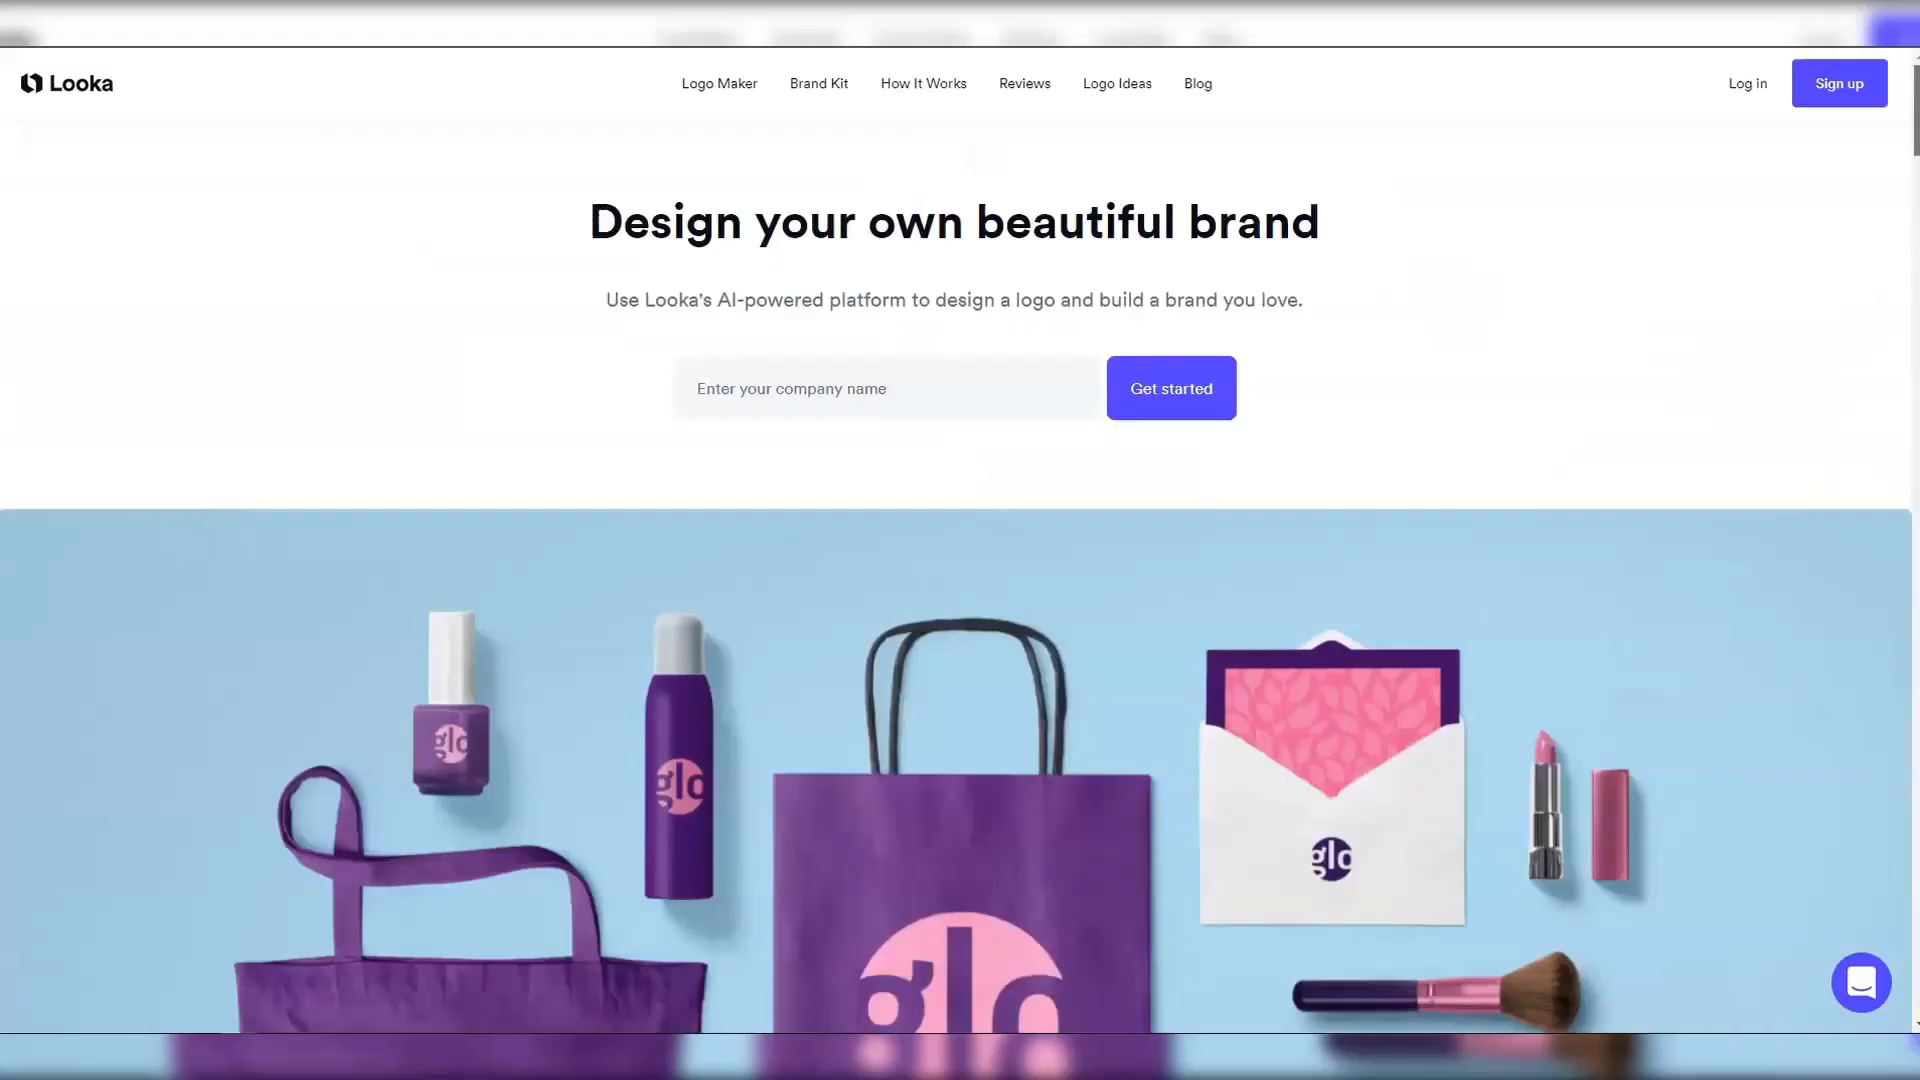 Looka
Logo Maker
Brand Kit
How It Works
Reviews
Logo Ideas
Blog
Log in
Sign up
Design your own beautiful brand
Use Looka's AI-powered platform to design a logo and build a brand you love.
Enter your company name
Get started
glo
glo
glo
glo